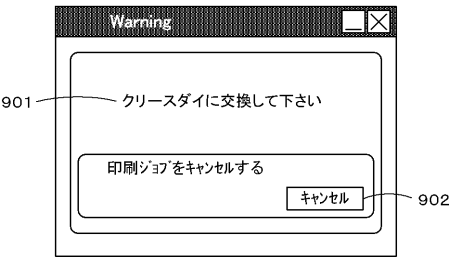 Warning
901
クリースダイに交換して下さい
印刷ｼﾞｮﾌﾞをｷｬﾝｾﾙする
ｷｬﾝｾﾙ
902